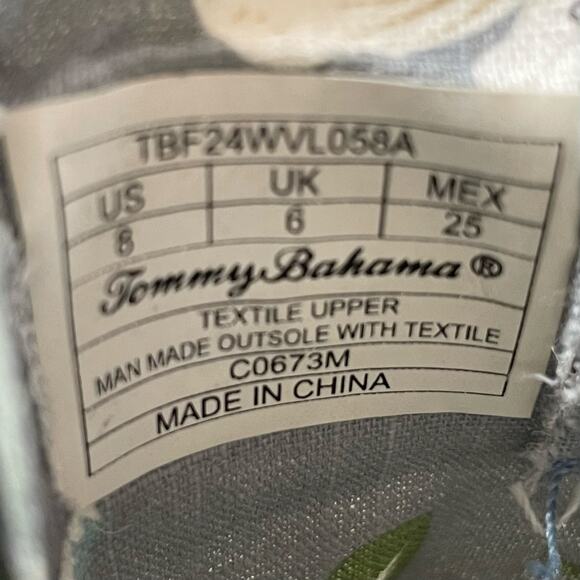 TBF24WVL058A
US UK MEX
8 6 25
Tommy Bahama ®
TEXTILE UPPER
MAN MADE OUTSOLE WITH TEXTILE
C0673M
MADE IN CHINA